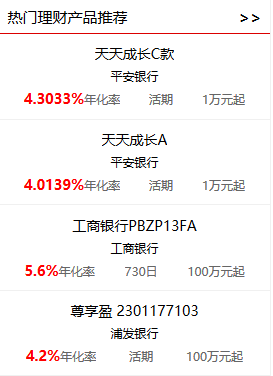 热门理财产品推荐 >>
天天成长C款
平安银行
4.3033%年化率 活期 1万元起
天天成长A
平安银行
4.0139%年化率 活期 1万元起
工商银行PBZP13FA
工商银行
5.6%年化率 730日 100万元起
尊享盈 2301177103
浦发银行
4.2%年化率 活期 100万元起